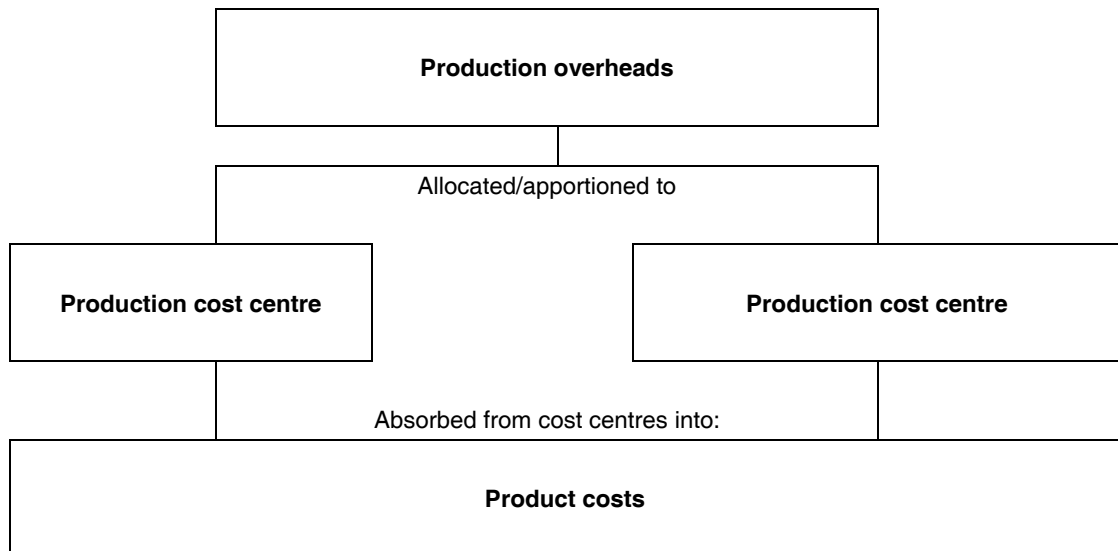 Production overheads
Allocated/apportioned to
Production cost centre
Production cost centre
Absorbed from cost centres into:
Product costs